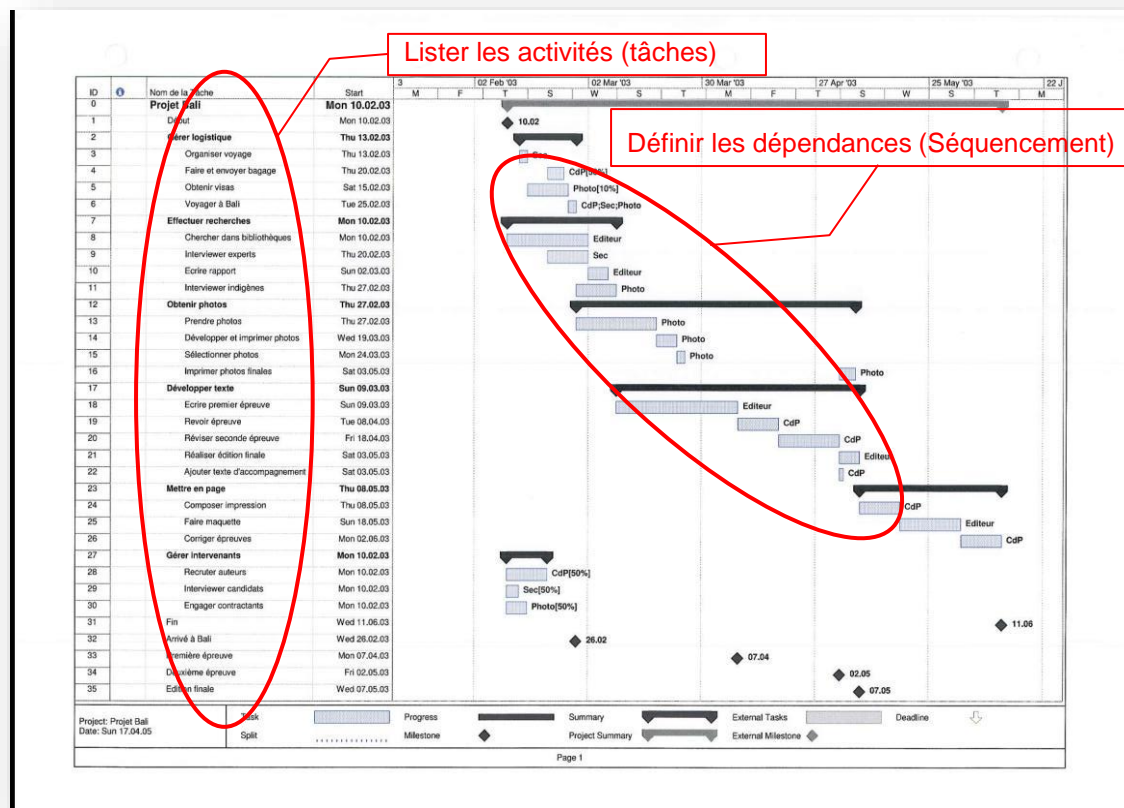 Lister les activités (tâches)
3 02 Feb '03 02 Mar '03 30 Mar '03 27 Apr '03 25 May '03 22 J
ID Nom de la Tâche Start M F T S W S T M F T S W S T M
0 Projet Bali Mon 10.02.03
1 Début Mon 10.02.03 10.02
Définir les dépendances (Séquencement)
2 Gérer logistique Thu 13.02.03
3 Organiser voyage Thu 13.02.03 Sec
4 Faire et envoyer bagage Thu 20.02.03 CdP[50%]
5 Obtenir visas Sat 15.02.03 Photo[10%]
6 Voyager à Bali Tue 25.02.03 CdP;Sec;Photo
7 Effectuer recherches Mon 10.02.03
8 Chercher dans bibliothèques Mon 10.02.03 Editeur
9 Interviewer experts Thu 20.02.03 Sec
10 Ecrire rapport Sun 02.03.03 Editeur
11 Interviewer indigènes Thu 27.02.03 Photo
12 Obtenir photos Thu 27.02.03
13 Prendre photos Thu 27.02.03 Photo
14 Développer et imprimer photos Wed 19.03.03 Photo
15 Sélectionner photos Mon 24.03.03 Photo
16 Imprimer photos finales Sat 03.05.03 Photo
17 Développer texte Sun 09.03.03
18 Ecrire premier épreuve Sun 09.03.03 Editeur
19 Revoir épreuve Tue 08.04.03 CdP
20 Réviser seconde épreuve Fri 18.04.03 CdP
21 Réaliser édition finale Sat 03.05.03 Editeur
22 Ajouter texte d'accompagnement Sat 03.05.03 CdP
23 Mettre en page Thu 08.05.03
24 Composer impression Thu 08.05.03 CdP
25 Faire maquette Sun 18.05.03 Editeur
26 Corriger épreuves Mon 02.06.03 CdP
27 Gérer intervenants Mon 10.02.03
28 Recruter auteurs Mon 10.02.03 CdP[50%]
29 Interviewer candidats Mon 10.02.03 Sec[50%]
30 Engager contractants Mon 10.02.03 Photo[50%]
31 Fin Wed 11.06.03 11.06
32 Arrivé à Bali Wed 26.02.03 26.02
33 Première épreuve Mon 07.04.03 07.04
34 Deuxième épreuve Fri 02.05.03 02.05
35 Edition finale Wed 07.05.03 07.05
Project: Projet Bali
Date: Sun 17.04.05
Task Progress Summary External Tasks Deadline
Split Milestone Project Summary External Milestone
Page 1